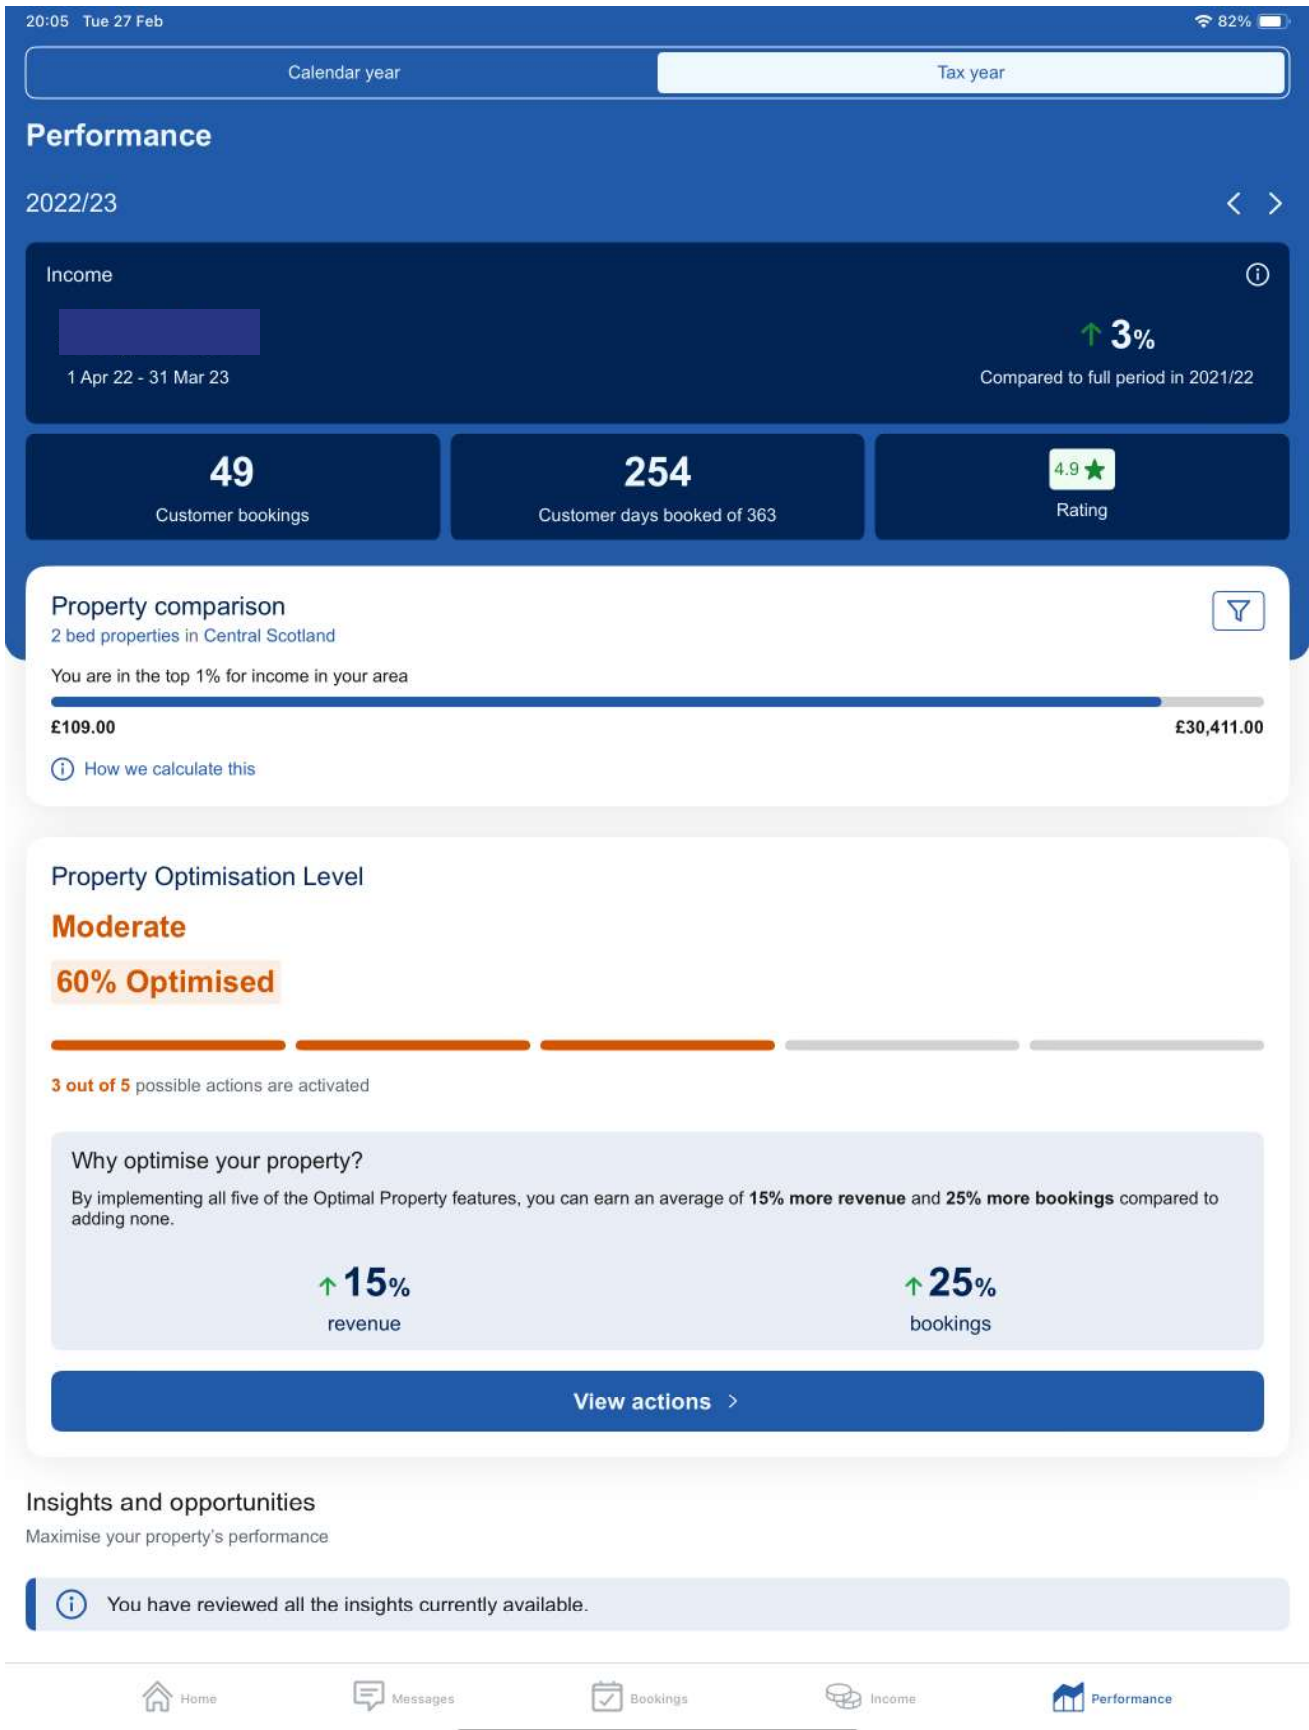 20:05 Tue 27 Feb
82%
Calendar year
Tax year
Performance
2022/23
Income
3%
1 Apr 22 - 31 Mar 23
Compared to full period in 2021/22
49
Customer bookings
254
Customer days booked of 363
4.9
Rating
Property comparison
2 bed properties in Central Scotland
You are in the top 1% for income in your area
£109.00
£30,411.00
How we calculate this
Property Optimisation Level
Moderate
60% Optimised
3 out of 5 possible actions are activated
Why optimise your property?
By implementing all five of the Optimal Property features, you can earn an average of 15% more revenue and 25% more bookings compared to
adding none.
15%
revenue
25%
bookings
View actions
Insights and opportunities
Maximise your property's performance
You have reviewed all the insights currently available.
Home
Messages
Bookings
Income
Performance